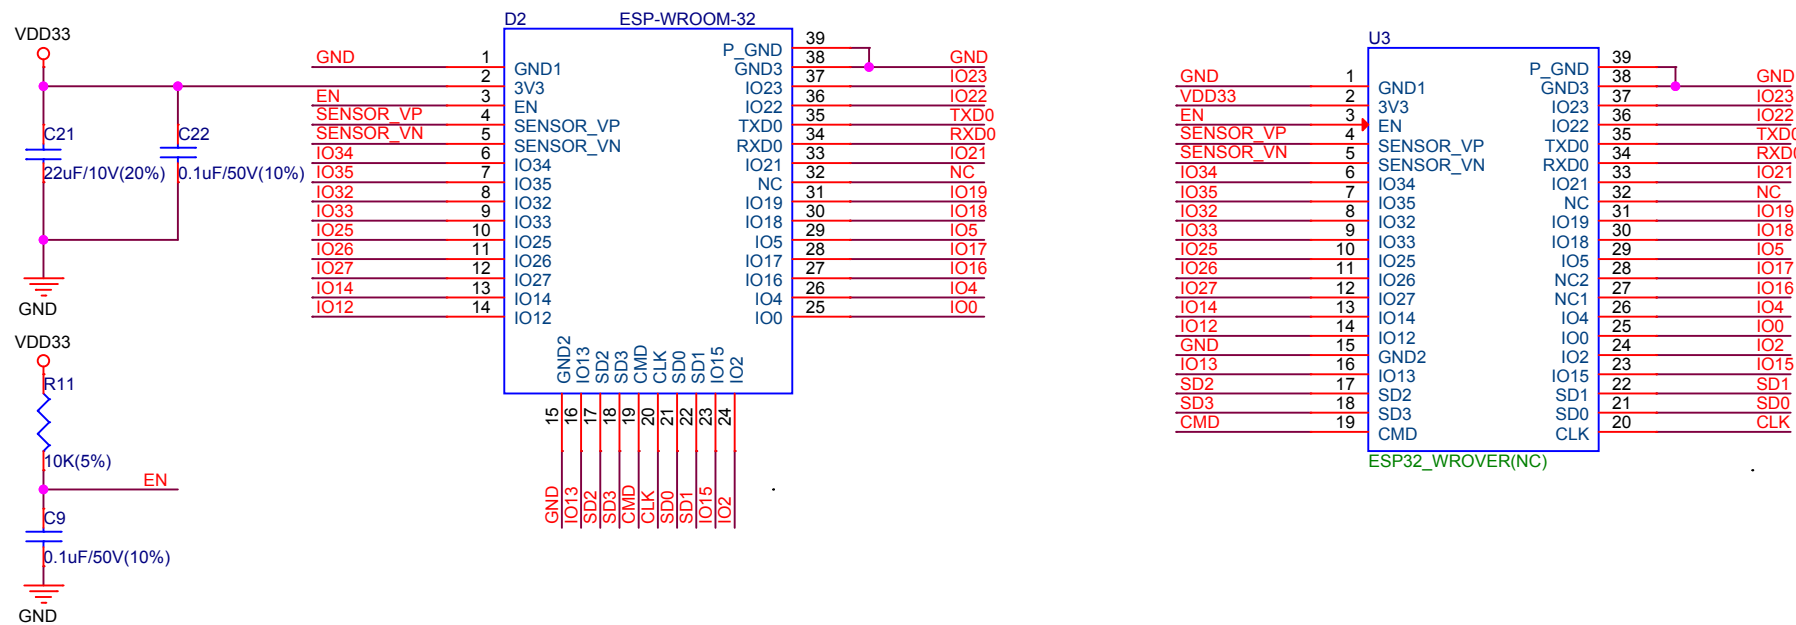 VDD33
C21
22uF/10V(20%)
C22
0.1uF/50V(10%)
GND
VDD33
R11
10K(5%)
EN
C9
0.1uF/50V(10%)
GND
D2 ESP-WROOM-32
GND 1 GND1
2 3V3
EN 3 EN
SENSOR_VP 4 SENSOR_VP
SENSOR_VN 5 SENSOR_VN
IO34 6 IO34
IO35 7 IO35
IO32 8 IO32
IO33 9 IO33
IO25 10 IO25
IO26 11 IO26
IO27 12 IO27
IO14 13 IO14
IO12 14 IO12
P_GND 39
GND3 38 GND
IO23 37 IO23
IO22 36 IO22
TXD0 35 TXD0
RXD0 34 RXD0
IO21 33 IO21
NC 32 NC
IO19 31 IO19
IO18 30 IO18
IO5 29 IO5
IO17 28 IO17
IO16 27 IO16
IO4 26 IO4
IO0 25 IO0
GND2 15 GND
IO13 16 IO13
SD2 17 SD2
SD3 18 SD3
CMD 19 CMD
CLK 20 CLK
SD0 21 SD0
SD1 22 SD1
IO15 23 IO15
IO2 24 IO2
U3
GND 1 GND1
VDD33 2 3V3
EN 3 EN
SENSOR_VP 4 SENSOR_VP
SENSOR_VN 5 SENSOR_VN
IO34 6 IO34
IO35 7 IO35
IO32 8 IO32
IO33 9 IO33
IO25 10 IO25
IO26 11 IO26
IO27 12 IO27
IO14 13 IO14
IO12 14 IO12
GND 15 GND2
IO13 16 IO13
SD2 17 SD2
SD3 18 SD3
CMD 19 CMD
P_GND 39
GND3 38 GND
IO23 37 IO23
IO22 36 IO22
TXD0 35 TXD0
RXD0 34 RXD0
IO21 33 IO21
NC 32 NC
IO19 31 IO19
IO18 30 IO18
IO5 29 IO5
NC2 28 IO17
NC1 27 IO16
IO4 26 IO4
IO0 25 IO0
IO2 24 IO2
IO15 23 IO15
SD1 22 SD1
SD0 21 SD0
CLK 20 CLK
ESP32_WROVER(NC)